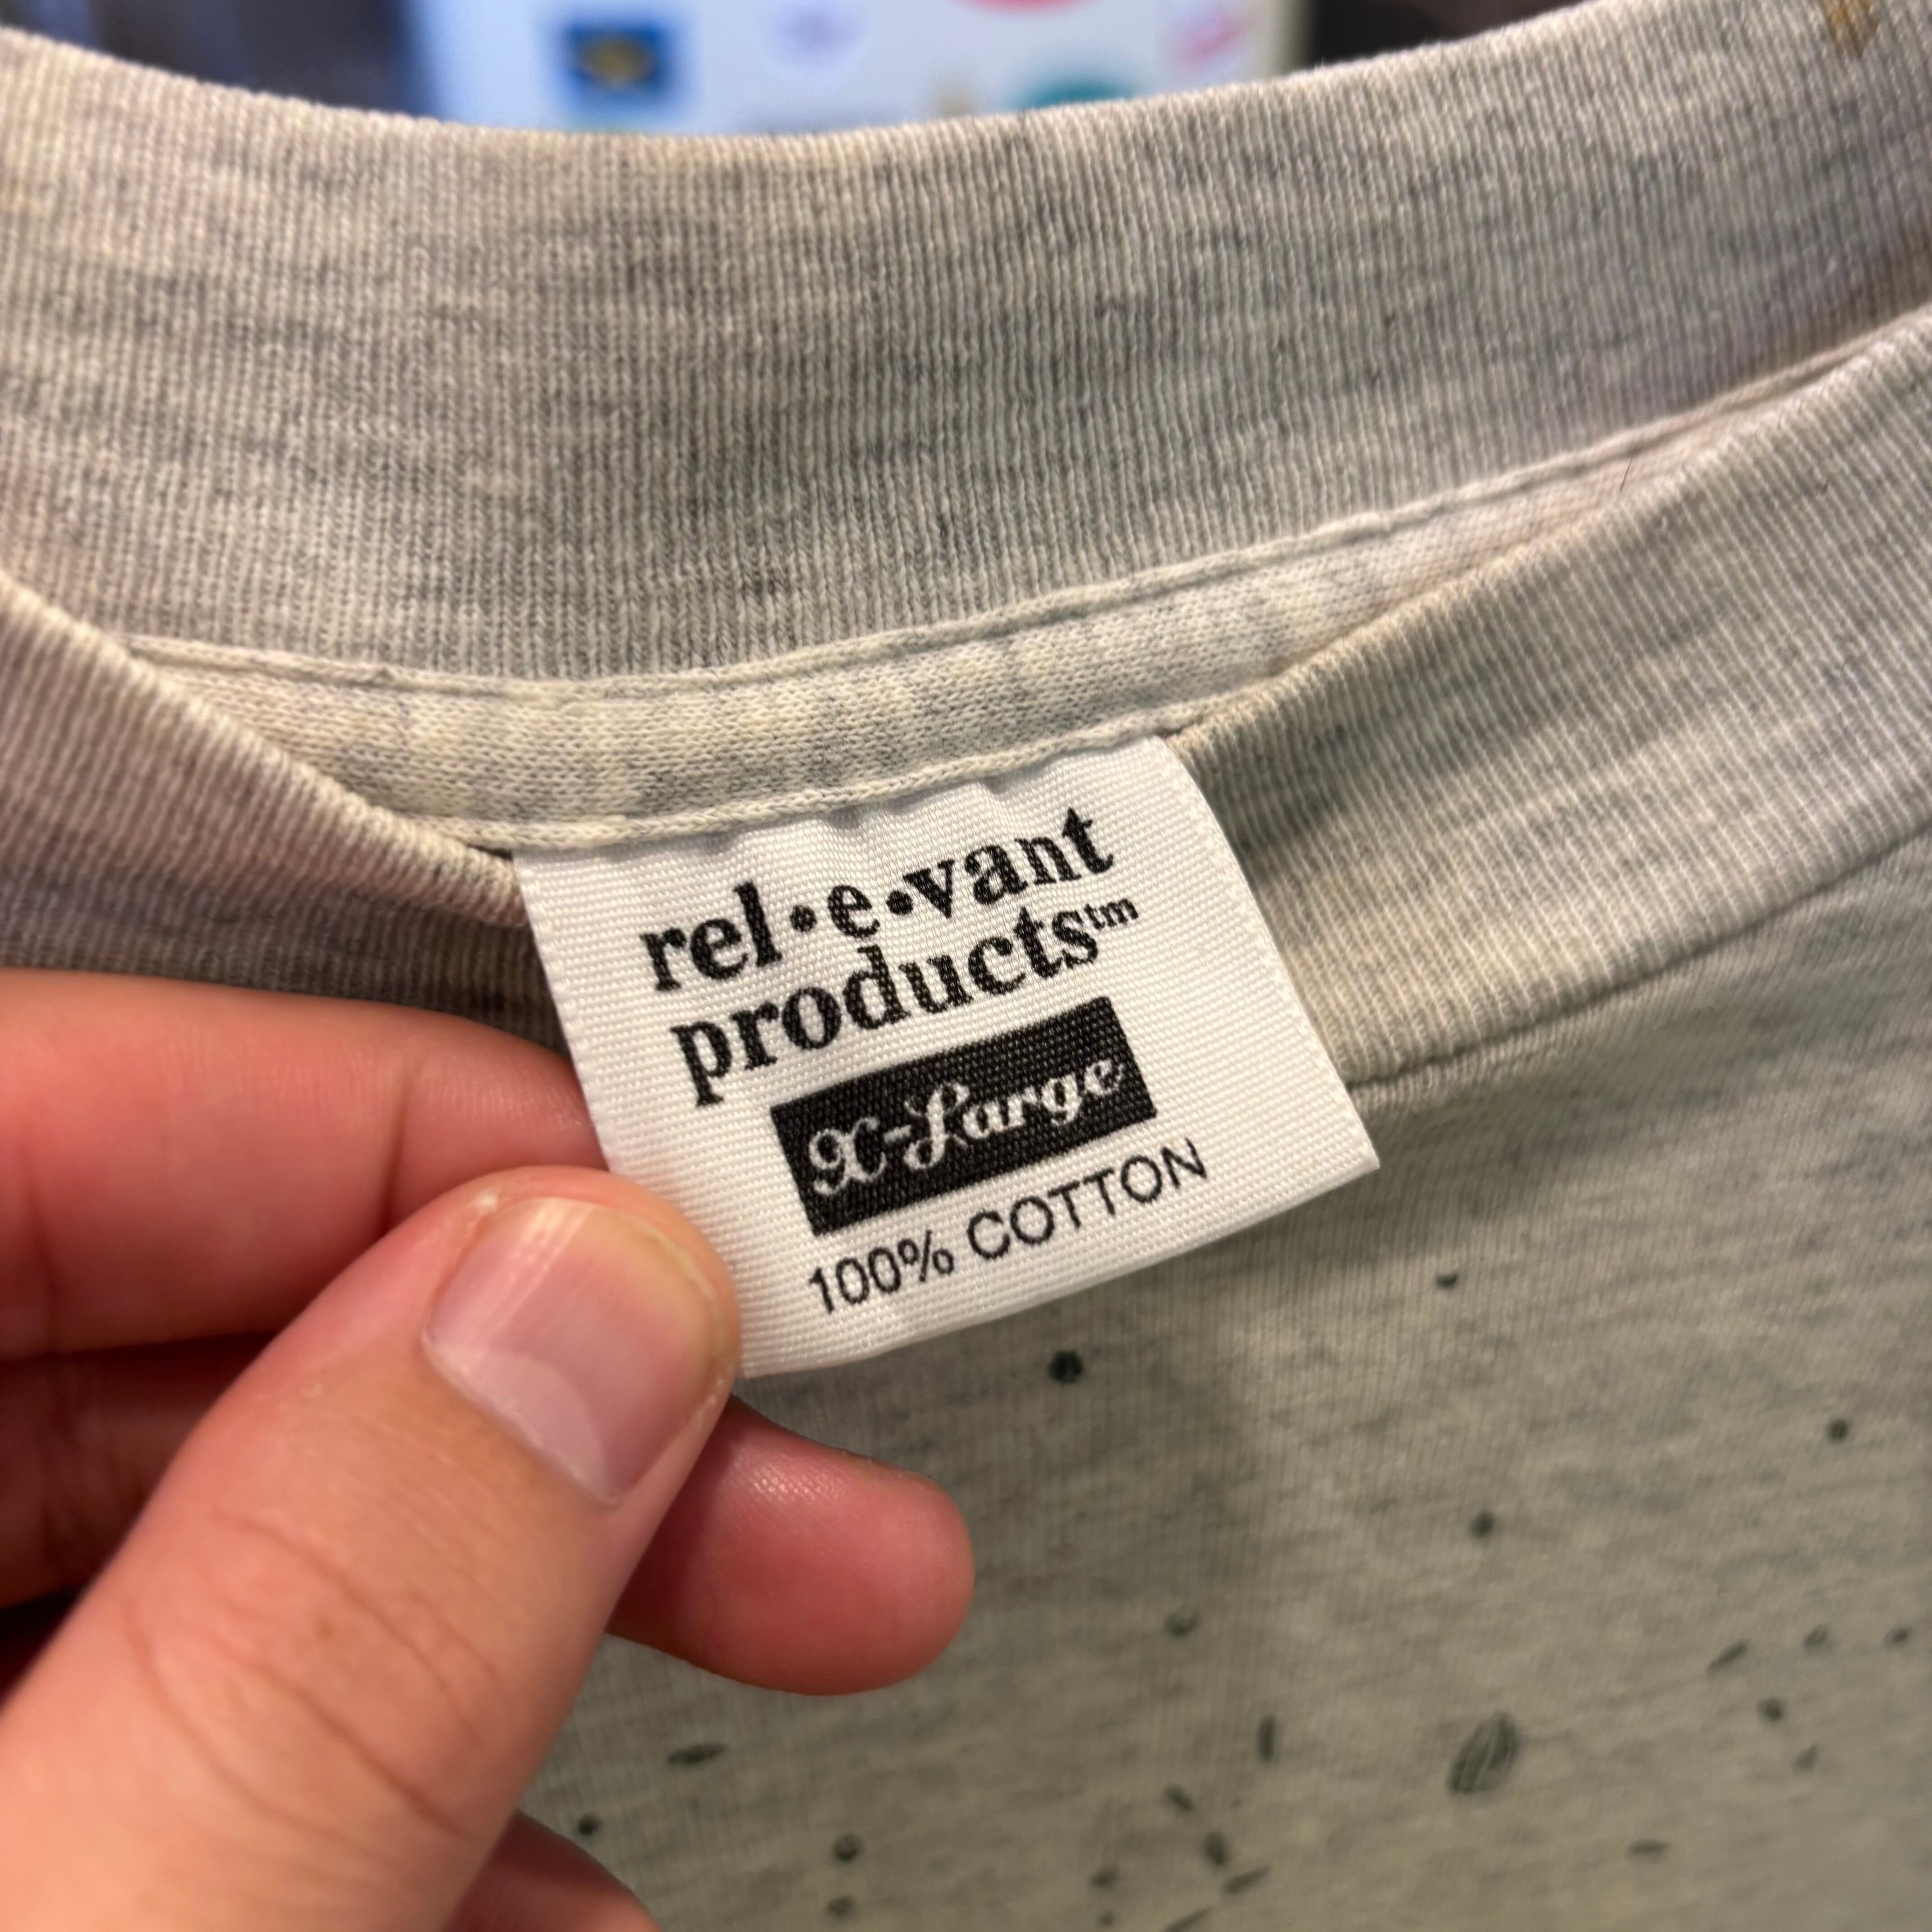 rel•e•vant
products™
X-Large
100% COTTON